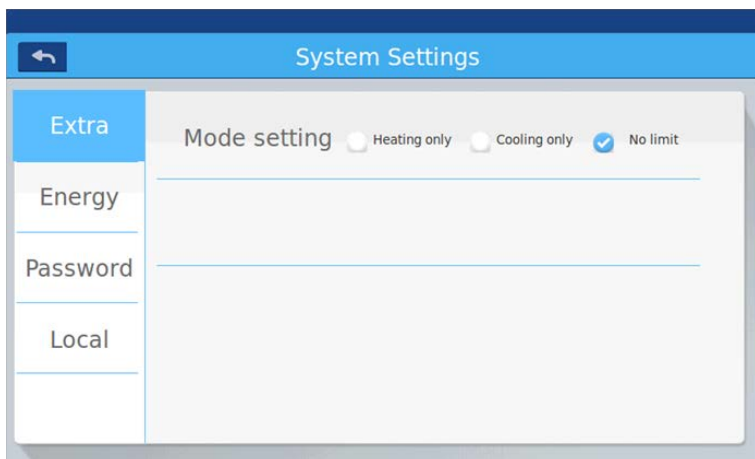 System Settings
Extra
Mode setting Heating only Cooling only No limit
Energy
Password
Local